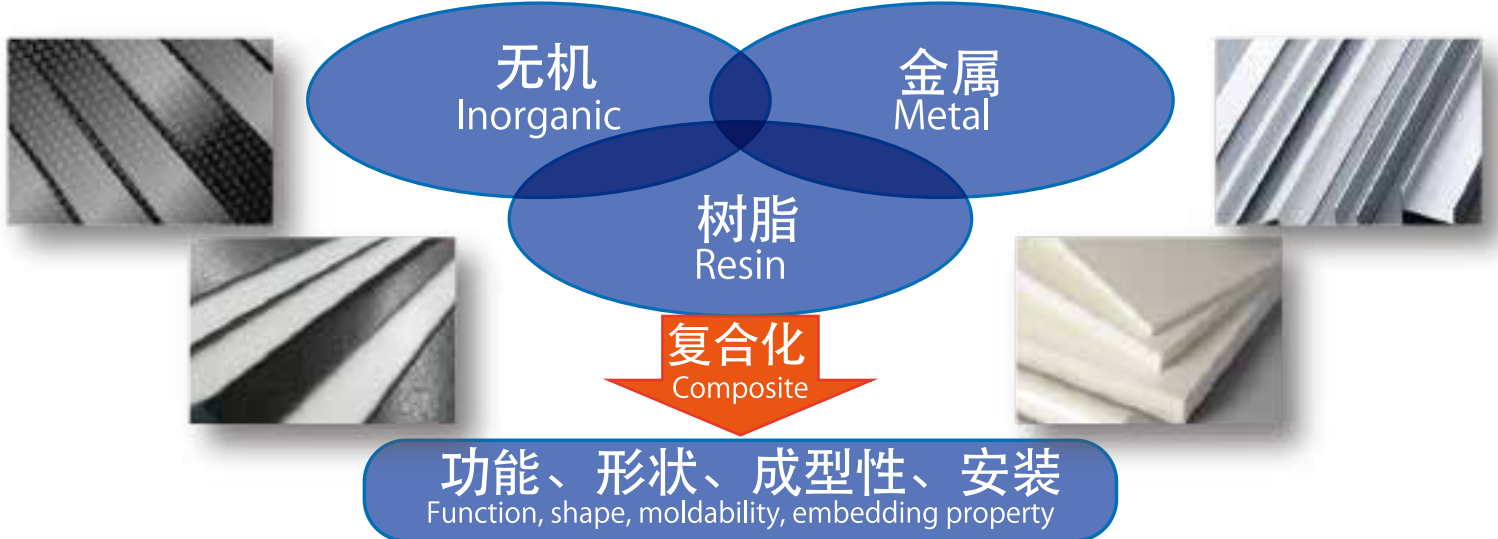 无机
Inorganic
金属
Metal
树脂
Resin
复合化
Composite
功能、形状、成型性、安装
Function, shape, moldability, embedding property